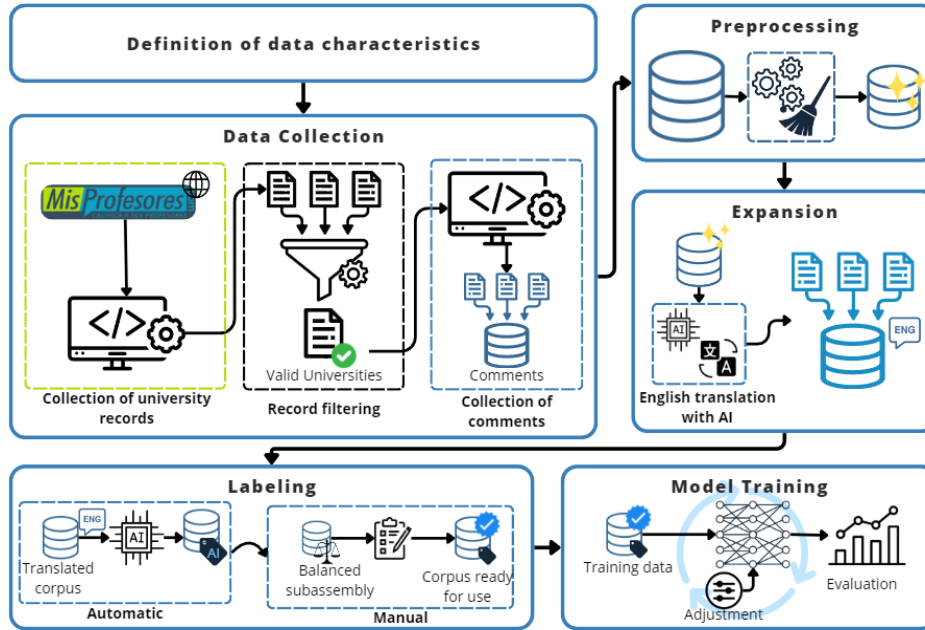 Definition of data characteristics
Preprocessing
Data Collection
MisProfesores
Valid Universities
Comments
Collection of university
records
Record filtering
Collection of
comments
Expansion
AI
文
A
ENG
English translation
with AI
Labeling
ENG
AI
AI
Translated
corpus
Automatic
Balanced
subassembly
Corpus ready
for use
Manual
Model Training
Training data
Adjustment
Evaluation